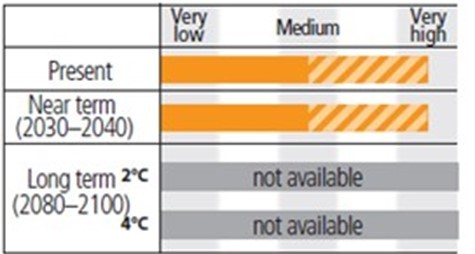 Very
low
Medium
Very
high
Present
Near term
(2030–2040)
Long term 2°C
(2080–2100)
4°C
not available
not available